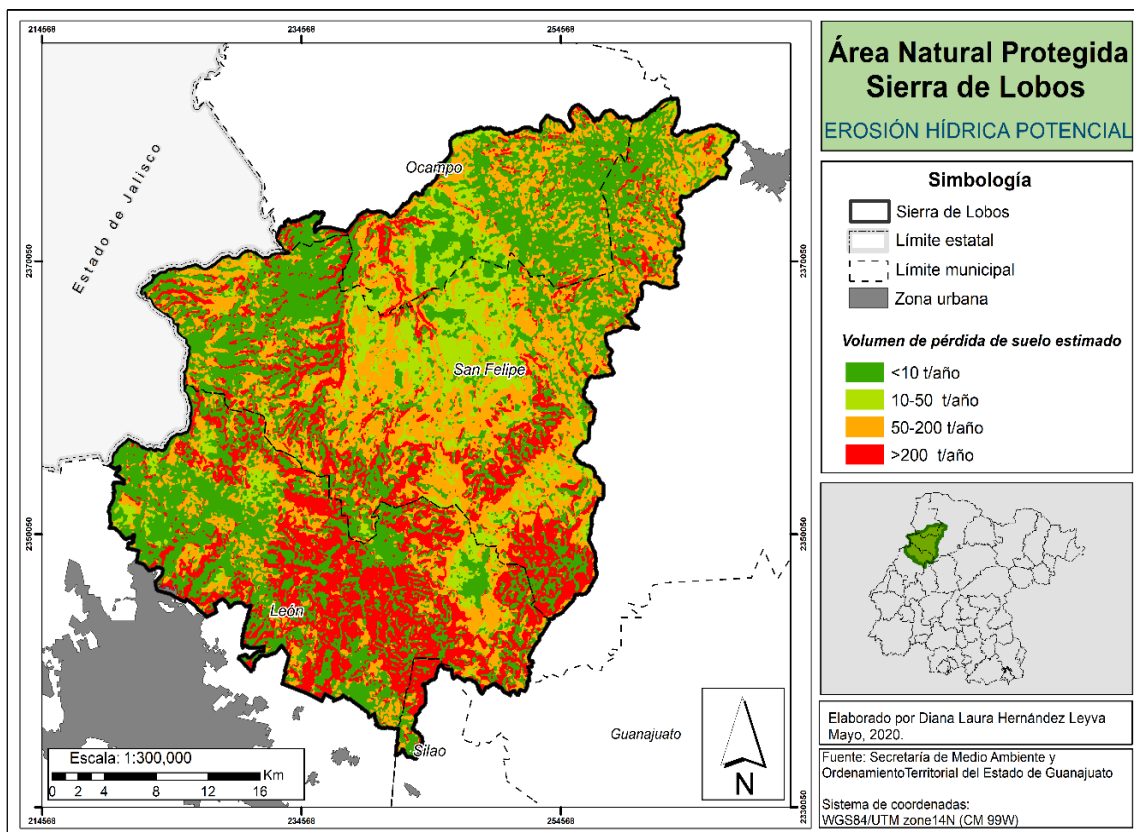 214568
234568
254568
2370050
2350050
2370050
2350050
2330050
214568
234568
254568
Estado de Jalisco
Ocampo
San Felipe
León
Silao
Guanajuato
Escala: 1:300,000
0 2 4 8 12 16
Km
N
Área Natural Protegida
Sierra de Lobos
EROSIÓN HÍDRICA POTENCIAL
Simbología
Sierra de Lobos
Límite estatal
Límite municipal
Zona urbana
Volumen de pérdida de suelo estimado
<10 t/año
10-50 t/año
50-200 t/año
>200 t/año
Elaborado por Diana Laura Hernández Leyva
Mayo, 2020.
Fuente: Secretaría de Medio Ambiente y
OrdenamientoTerritorial del Estado de Guanajuato
Sistema de coordenadas:
WGS84/UTM zone14N (CM 99W)